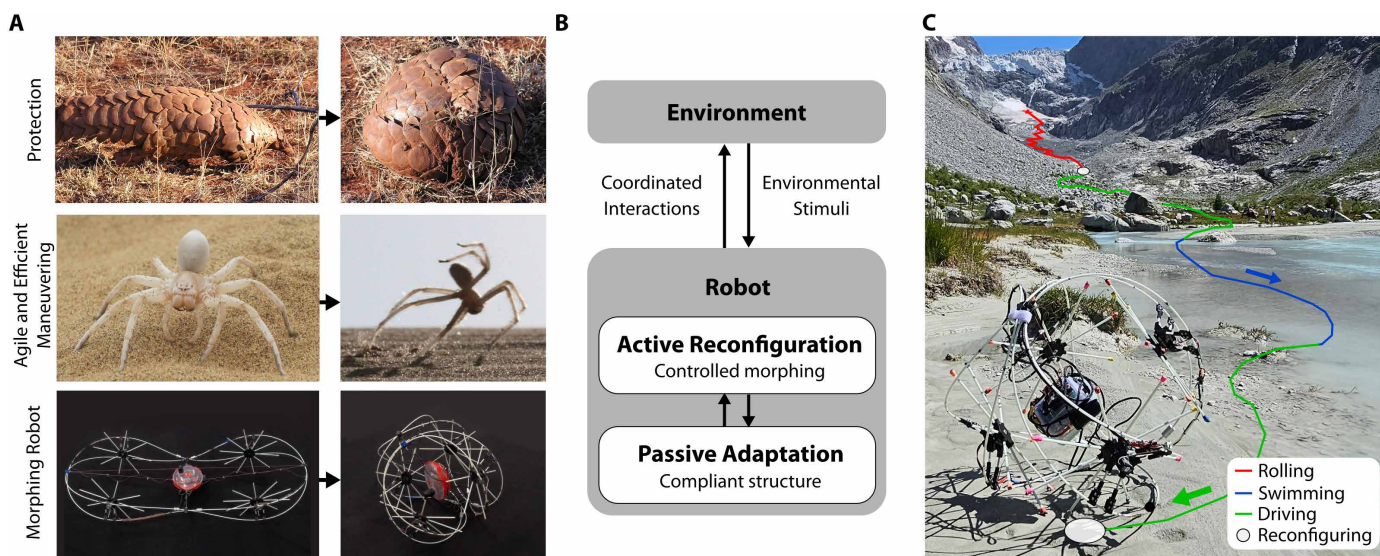 A
Protection
Agile and Efficient
Maneuvering
Morphing Robot
B
Environment
Coordinated
Interactions
Environmental
Stimuli
Robot
Active Reconfiguration
Controlled morphing
Passive Adaptation
Compliant structure
C
Rolling
Swimming
Driving
Reconfiguring